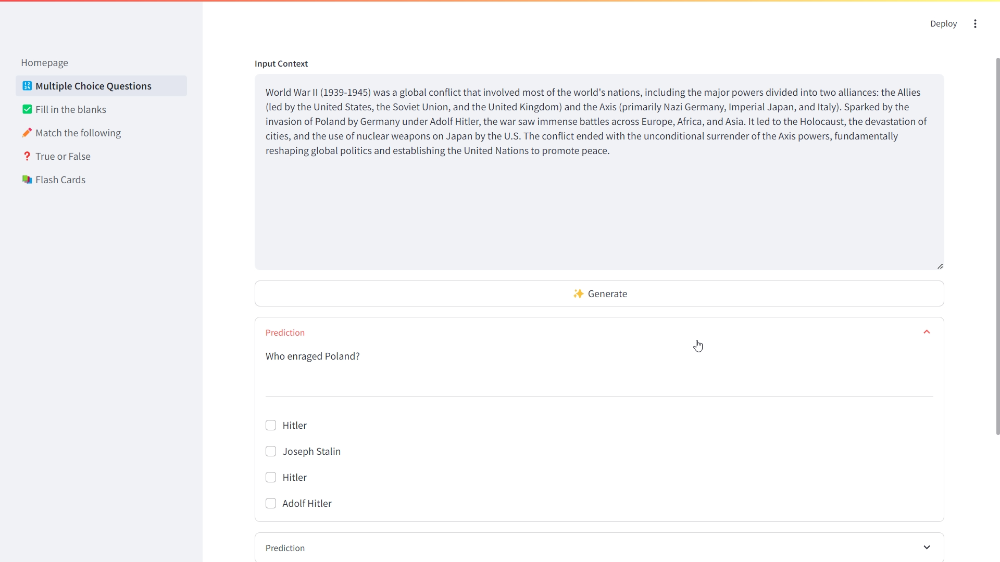 Deploy
Homepage
Multiple Choice Questions
Fill in the blanks
Match the following
True or False
Flash Cards
Input Context
World War II (1939-1945) was a global conflict that involved most of the world's nations, including the major powers divided into two alliances: the Allies
(led by the United States, the Soviet Union, and the United Kingdom) and the Axis (primarily Nazi Germany, Imperial Japan, and Italy). Sparked by the
invasion of Poland by Germany under Adolf Hitler, the war saw immense battles across Europe, Africa, and Asia. It led to the Holocaust, the devastation of
cities, and the use of nuclear weapons on Japan by the U.S. The conflict ended with the unconditional surrender of the Axis powers, fundamentally
reshaping global politics and establishing the United Nations to promote peace.
✨ Generate
Prediction
Who enraged Poland?
Hitler
Joseph Stalin
Hitler
Adolf Hitler
Prediction